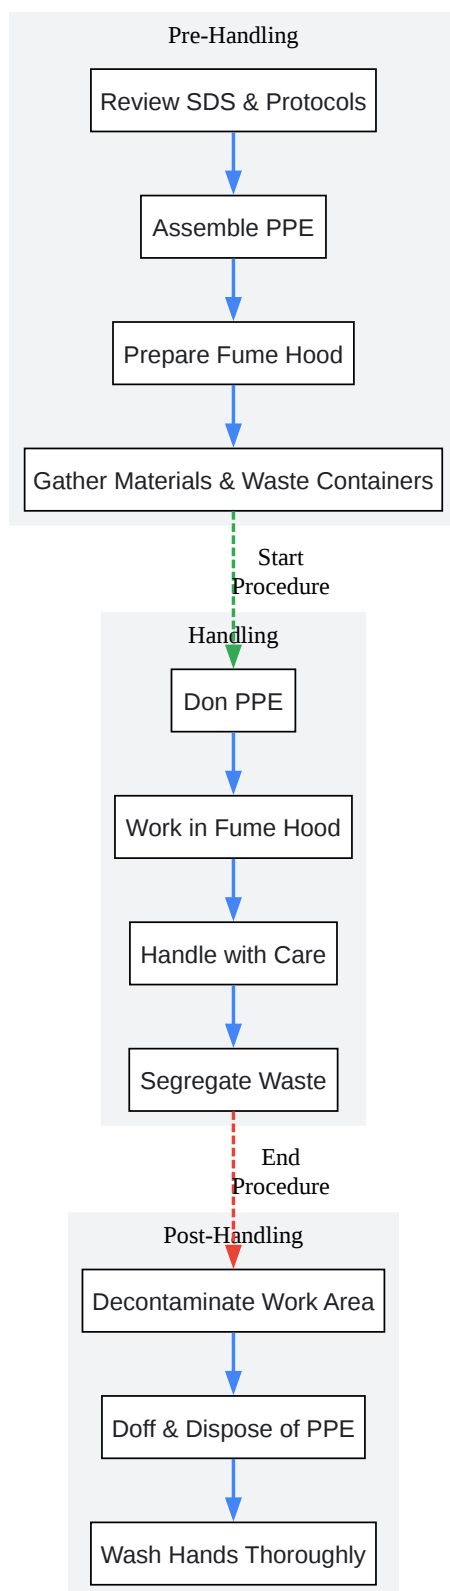 Pre-Handling
Review SDS & Protocols
Assemble PPE
Prepare Fume Hood
Gather Materials & Waste Containers
Start
Procedure
Handling
Don PPE
Work in Fume Hood
Handle with Care
Segregate Waste
End
Procedure
Post-Handling
Decontaminate Work Area
Doff & Dispose of PPE
Wash Hands Thoroughly